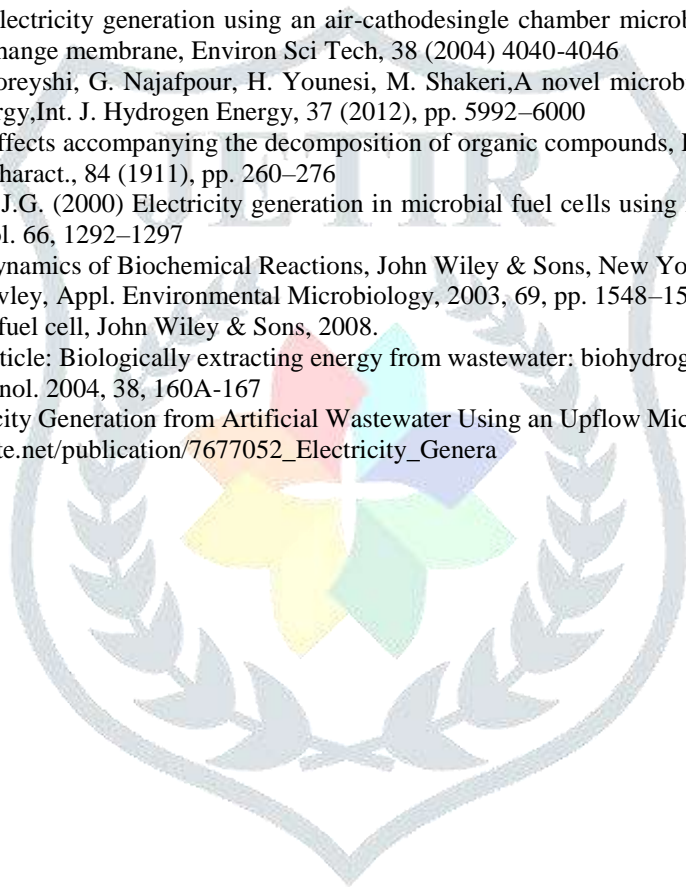 lectricity generation using an air-cathodesingle chamber microb
hange membrane, Environ Sci Tech, 38 (2004) 4040-4046
oreyshi, G. Najafpour, H. Younesi, M. Shakeri,A novel microb
rgy,Int. J. Hydrogen Energy, 37 (2012), pp. 5992–6000
ffects accompanying the decomposition of organic compounds,
haract., 84 (1911), pp. 260–276
J.G. (2000) Electricity generation in microbial fuel cells using
ol. 66, 1292–1297
ynamics of Biochemical Reactions, John Wiley & Sons, New Yo
wley, Appl. Environmental Microbiology, 2003, 69, pp. 1548–15
fuel cell, John Wiley & Sons, 2008.
ticle: Biologically extracting energy from wastewater: biohydrog
nol. 2004, 38, 160A-167
city Generation from Artificial Wastewater Using an Upflow Mic
te.net/publication/7677052_Electricity_Genera
JETIR